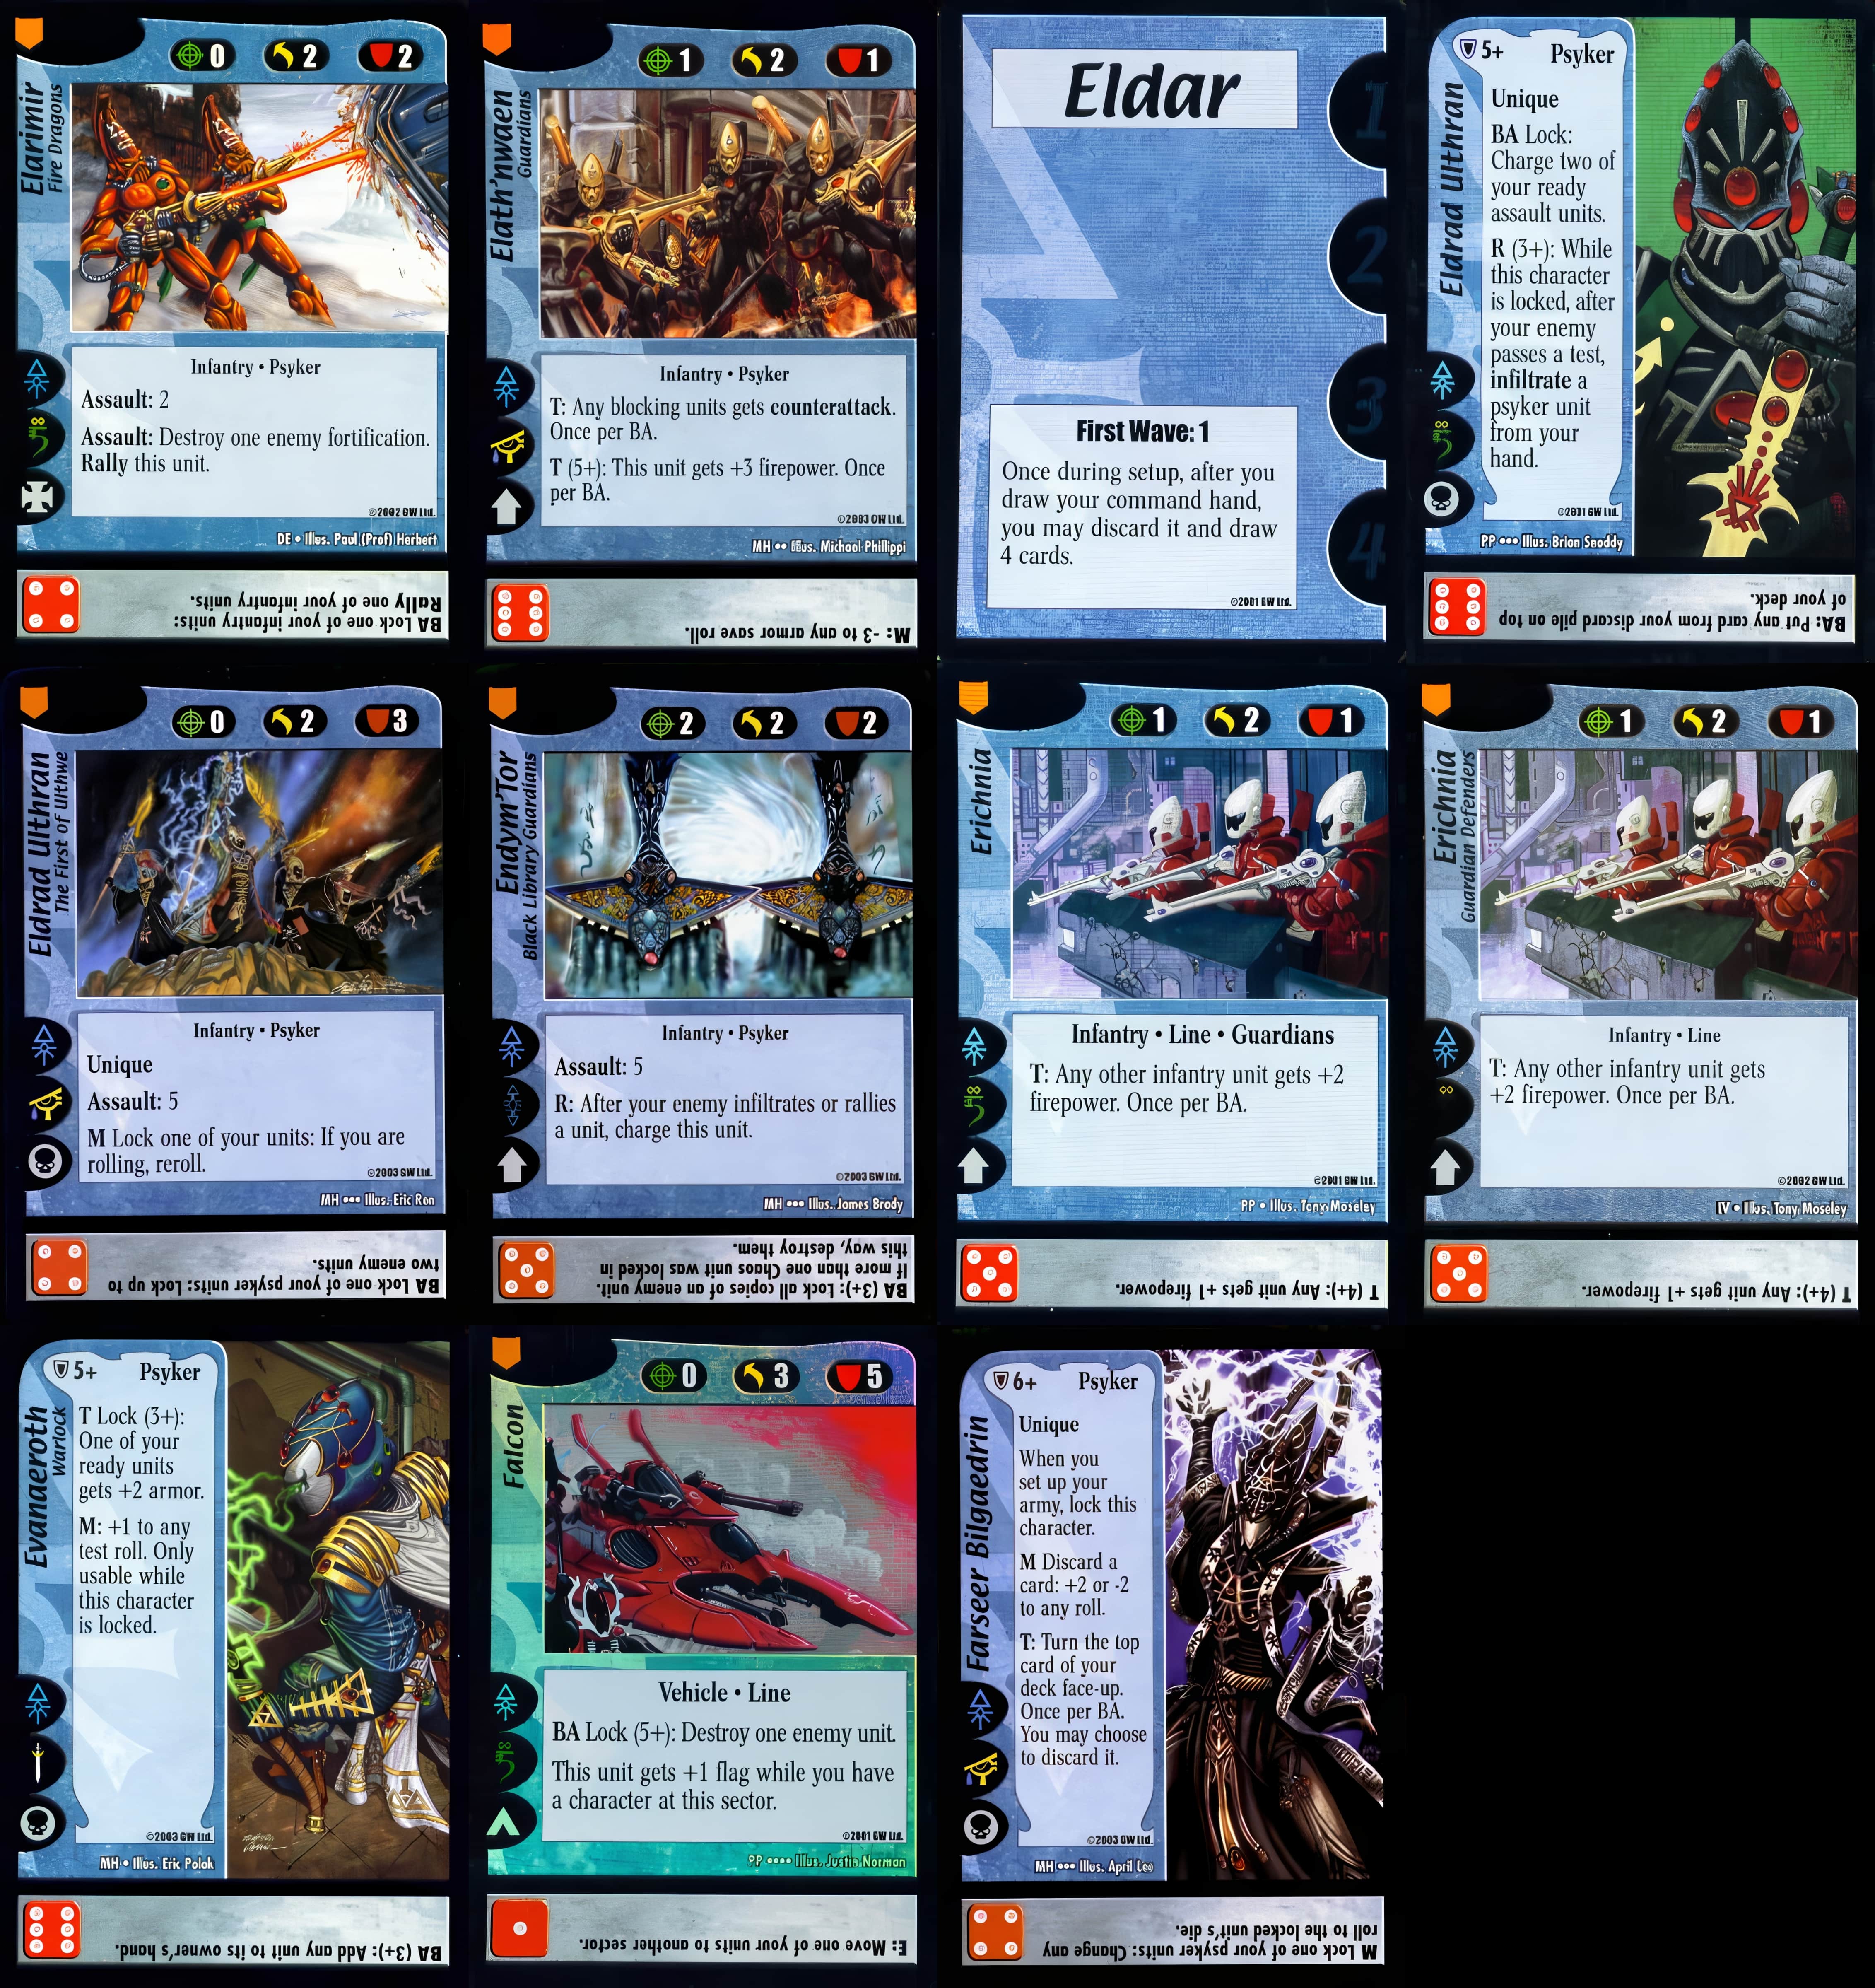 0 2 2
Elarimir
Fire Dragons
Infantry • Psyker
Assault: 2
Assault: Destroy one enemy fortification.
Rally this unit.
©2002 GW Ltd.
DE • Illus. Paul (Prof) Herbert
BA Lock one of your infantry units:
Rally one of your infantry units.
1 2 1
Elath'nwaen
Guardians
Infantry • Psyker
T: Any blocking units gets counterattack.
Once per BA.
T (5+): This unit gets +3 firepower. Once
per BA.
©2003 GW Ltd.
MH •• Illus. Michael Phillippi
M: -3 to any armor save roll.
Eldar
1
2
3
4
First Wave: 1
Once during setup, after you
draw your command hand,
you may discard it and draw
4 cards.
©2001 GW Ltd.
5+ Psyker
Eldrad Ulthran
Unique
BA Lock:
Charge two of
your ready
assault units.
R (3+): While
this character
is locked, after
your enemy
passes a test,
infiltrate a
psyker unit
from your
hand.
©2001 GW Ltd.
PP ••• Illus. Brian Snoddy
BA: Put any card from your discard pile on top
of your deck.
0 2 3
Eldrad Ulthran
The First of Ulthwe
Infantry • Psyker
Unique
Assault: 5
M Lock one of your units: If you are
rolling, reroll.
©2003 GW Ltd.
MH ••• Illus. Eric Ren
BA Lock one of your psyker units: Lock up to
two enemy units.
2 2 2
Endym'Tor
Black Library Guardians
Infantry • Psyker
Assault: 5
R: After your enemy infiltrates or rallies
a unit, charge this unit.
©2003 GW Ltd.
MH ••• Illus. James Brady
BA (3+): Lock all copies of an enemy unit.
If more than one Chaos unit was locked in
this way, destroy them.
1 2 1
Erichnia
Infantry • Line • Guardians
T: Any other infantry unit gets +2
firepower. Once per BA.
©2001 GW Ltd.
PP • Illus. Tony Moseley
T (4+): Any unit gets +1 firepower.
1 2 1
Erichnia
Guardian Defenders
Infantry • Line
T: Any other infantry unit gets
+2 firepower. Once per BA.
©2002 GW Ltd.
IV • Illus. Tony Moseley
T (4+): Any unit gets +1 firepower.
5+ Psyker
Evanaeroth
Warlock
T Lock (3+):
One of your
ready units
gets +2 armor.
M: +1 to any
test roll. Only
usable while
this character
is locked.
©2003 GW Ltd.
MH • Illus. Eric Polak
BA (3+): Add any unit to its owner's hand.
0 3 5
Falcon
Vehicle • Line
BA Lock (5+): Destroy one enemy unit.
This unit gets +1 flag while you have
a character at this sector.
©2001 GW Ltd.
PP •••• Illus. Justin Norman
E: Move one of your units to another sector.
6+ Psyker
Farseer Bilgaedrin
Unique
When you
set up your
army, lock this
character.
M Discard a
card: +2 or -2
to any roll.
T: Turn the top
card of your
deck face-up.
Once per BA.
You may choose
to discard it.
©2003 GW Ltd.
MH ••• Illus. April Lee
M Lock one of your psyker units: Change any
roll to the locked unit's die.